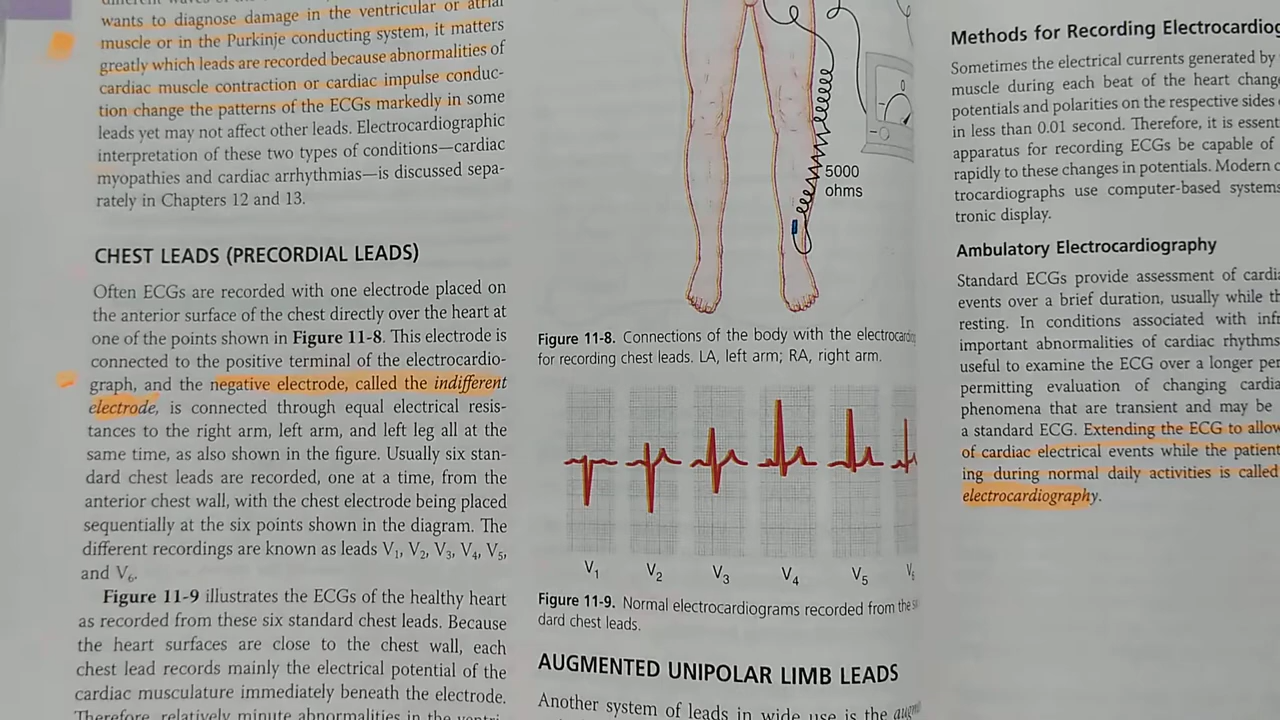 wants to diagnose damage in the ventricular or atrial
muscle or in the Purkinje conducting system, it matters
greatly which leads are recorded because abnormalities of
cardiac muscle contraction or cardiac impulse conduc-
tion change the patterns of the ECGs markedly in some
leads yet may not affect other leads. Electrocardiographic
interpretation of these two types of conditions—cardiac
myopathies and cardiac arrhythmias—is discussed sepa-
rately in Chapters 12 and 13.
CHEST LEADS (PRECORDIAL LEADS)
Often ECGs are recorded with one electrode placed on
the anterior surface of the chest directly over the heart at
one of the points shown in Figure 11-8. This electrode is
connected to the positive terminal of the electrocardio-
graph, and the negative electrode, called the indifferent
electrode, is connected through equal electrical resis-
tances to the right arm, left arm, and left leg all at the
same time, as also shown in the figure. Usually six stan-
dard chest leads are recorded, one at a time, from the
anterior chest wall, with the chest electrode being placed
sequentially at the six points shown in the diagram. The
different recordings are known as leads V1, V2, V3, V4, V5,
and V6.
Figure 11-9 illustrates the ECGs of the healthy heart
as recorded from these six standard chest leads. Because
the heart surfaces are close to the chest wall, each
chest lead records mainly the electrical potential of the
cardiac musculature immediately beneath the electrode.
Therefore, relatively minute abnormalities in the
0
5000
ohms
Figure 11-8. Connections of the body with the
for recording chest leads. LA, left arm; RA, right arm.
V1 V2 V3 V4 V5
Figure 11-9. Normal electrocardiograms recorded from the
dard chest leads.
AUGMENTED UNIPOLAR LIMB LEADS
Another system of leads in wide use is the
Methods for Recording
Sometimes the electrical currents generated by
muscle during each beat of the heart
potentials and polarities on the respective sides
in less than 0.01 second. Therefore, it is
apparatus for recording ECGs be capable of
rapidly to these changes in potentials. Modern
trocardiographs use computer-based systems
tronic display.
Ambulatory Electrocardiography
Standard ECGs provide assessment of
events over a brief duration, usually while
resting. In conditions associated with
important abnormalities of cardiac rhythms
useful to examine the ECG over a longer
permitting evaluation of changing
phenomena that are transient and may be
a standard ECG. Extending the ECG to allow
of cardiac electrical events while the patient
ing during normal daily activities is called
electrocardiography.